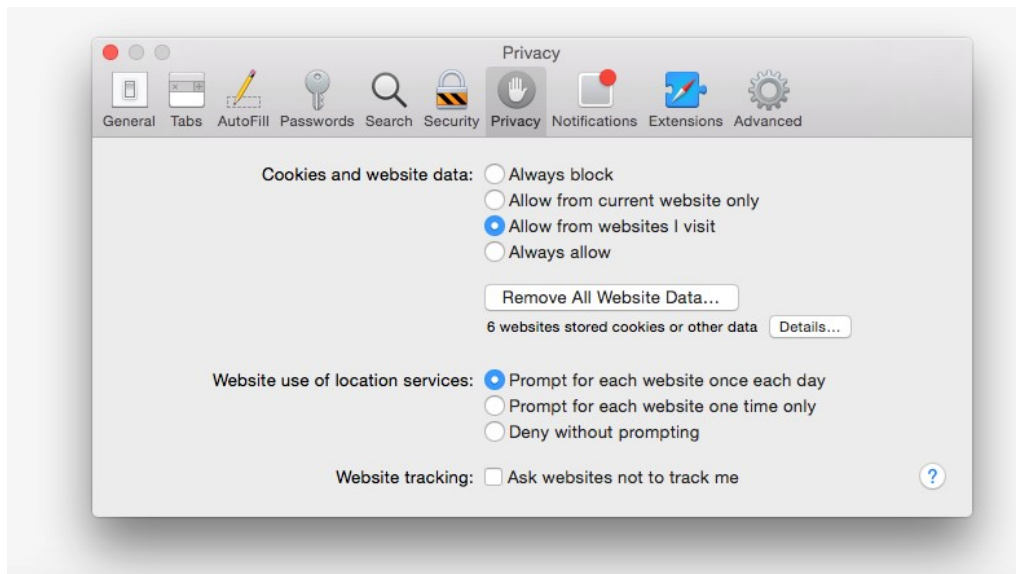 Privacy
General Tabs AutoFill Passwords Search Security Privacy Notifications Extensions Advanced
Cookies and website data: Always block
Allow from current website only
Allow from websites I visit
Always allow
Remove All Website Data...
6 websites stored cookies or other data Details...
Website use of location services: Prompt for each website once each day
Prompt for each website one time only
Deny without prompting
Website tracking: Ask websites not to track me ?